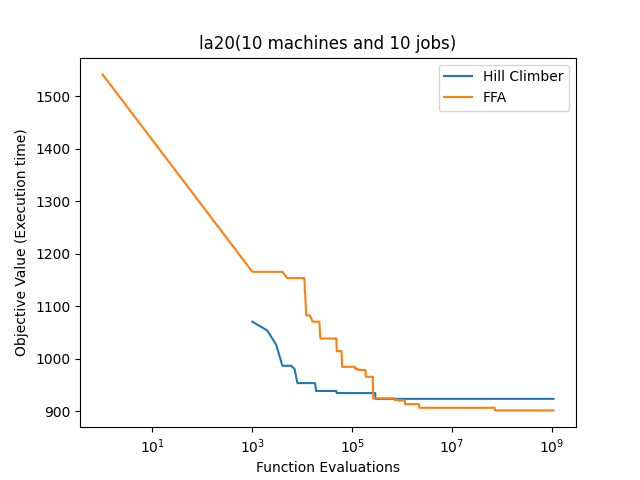 la20(10 machines and 10 jobs)
Hill Climber
FFA
Objective Value (Execution time)
1500
1400
1300
1200
1100
1000
900
10^1 10^3 10^5 10^7 10^9
Function Evaluations